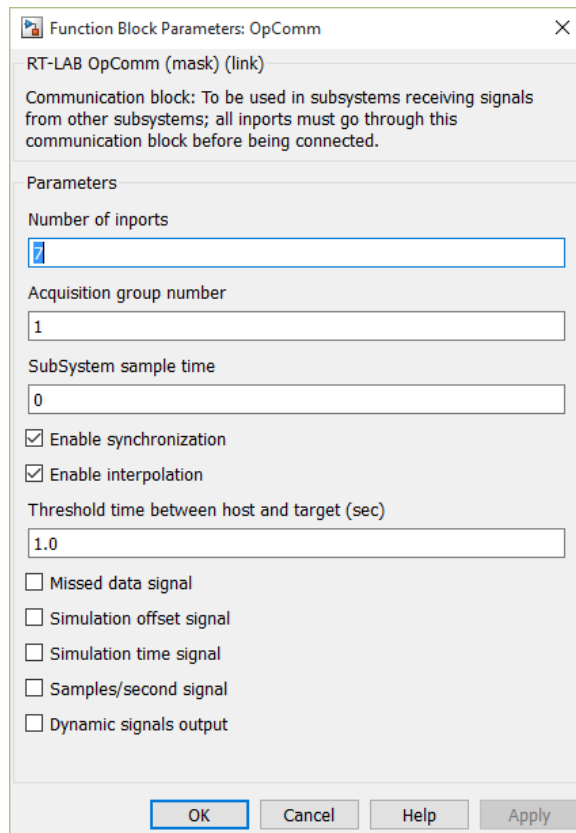 Function Block Parameters: OpComm
RT-LAB OpComm (mask) (link)
Communication block: To be used in subsystems receiving signals
from other subsystems; all inports must go through this
communication block before being connected.
Parameters
Number of inports
7
Acquisition group number
1
SubSystem sample time
0
Enable synchronization
Enable interpolation
Threshold time between host and target (sec)
1.0
Missed data signal
Simulation offset signal
Simulation time signal
Samples/second signal
Dynamic signals output
OK Cancel Help Apply